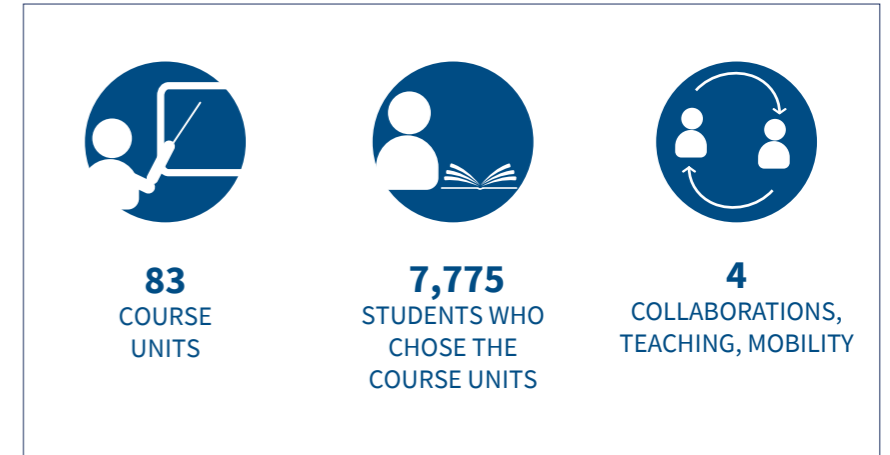 83
COURSE
UNITS
7,775
STUDENTS WHO
CHOSE THE
COURSE UNITS
4
COLLABORATIONS,
TEACHING, MOBILITY